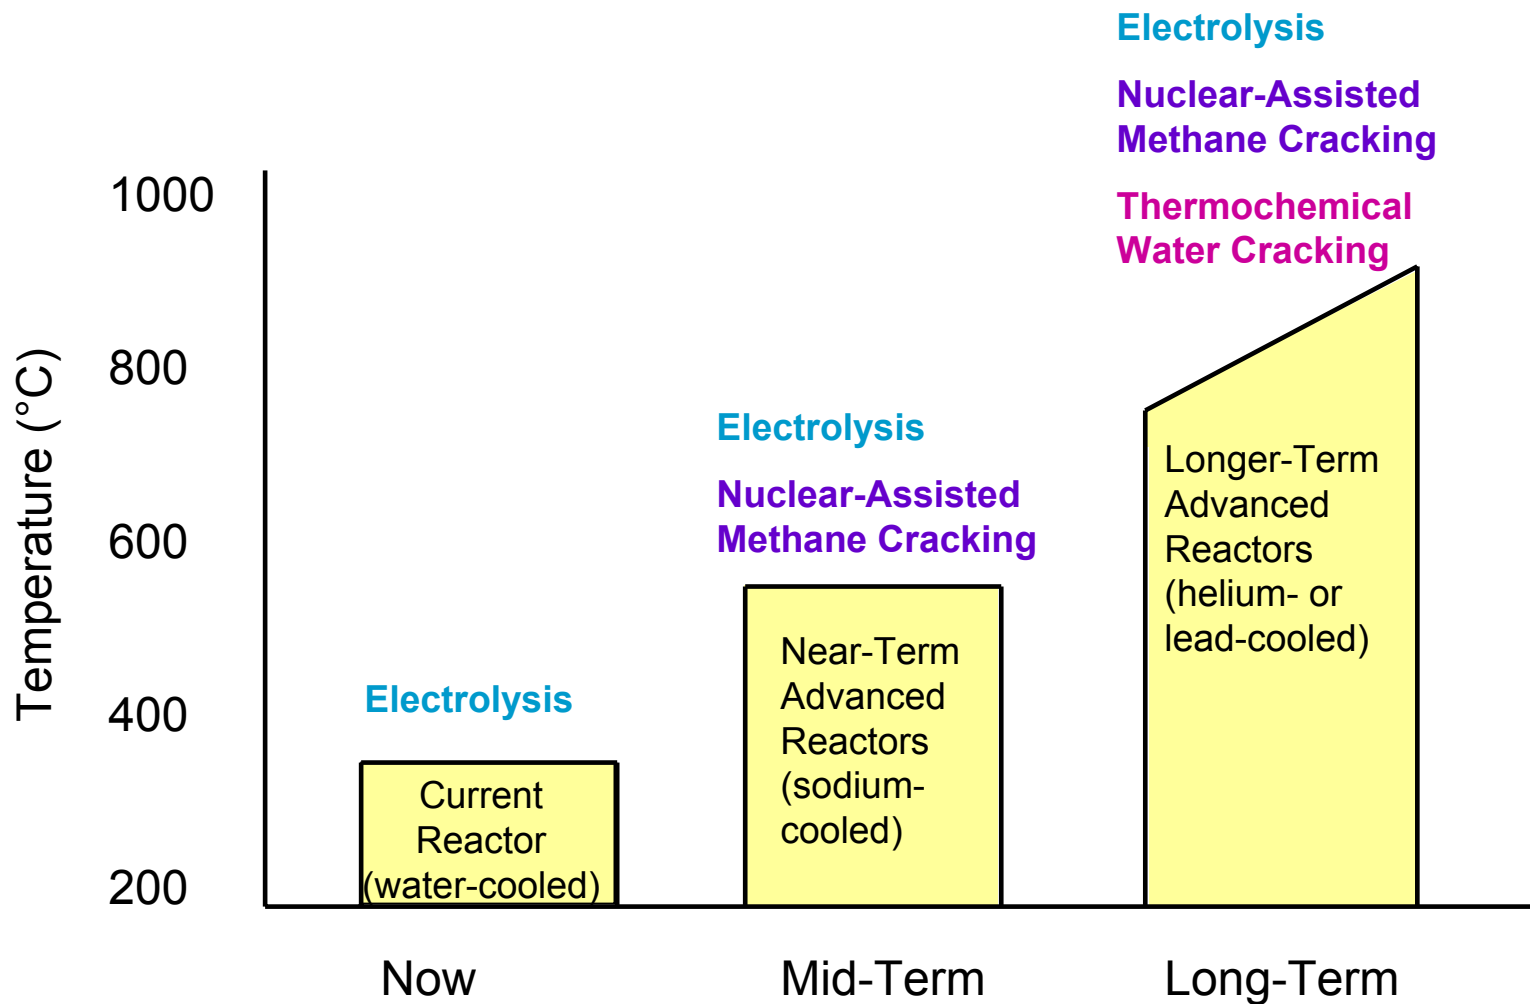 Electrolysis
Nuclear-Assisted
Methane Cracking
Thermochemical
Water Cracking
1000
800
600
400
200
Temperature (°C)
Electrolysis
Nuclear-Assisted
Methane Cracking
Electrolysis
Current
Reactor
(water-cooled)
Near-Term
Advanced
Reactors
(sodium-
cooled)
Longer-Term
Advanced
Reactors
(helium- or
lead-cooled)
Now
Mid-Term
Long-Term